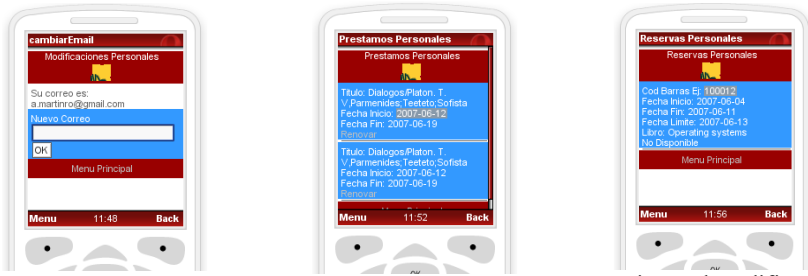 cambiarEmail
Modificaciones Personales
Su correo es:
a.martinro@gmail.com
Nuevo Correo
OK
Menu Principal
Menu 11:48 Back
Prestamos Personales
Prestamos Personales
Titulo: Dialogos/Platon. T.
V,Parmenides;Teeteto;Sofista
Fecha Inicio: 2007-06-12
Fecha Fin: 2007-06-19
Renovar
Titulo: Dialogos/Platon. T.
V,Parmenides;Teeteto;Sofista
Fecha Inicio: 2007-06-12
Fecha Fin: 2007-06-19
Renovar
Menu 11:52 Back
OK
Reservas Personales
Reservas Personales
Cod Barras Ej: 100012
Fecha Inicio: 2007-06-04
Fecha Fin: 2007-06-11
Fecha Limite: 2007-06-13
Libro: Operating systems
No Disponible
Menu Principal
Menu 11:56 Back